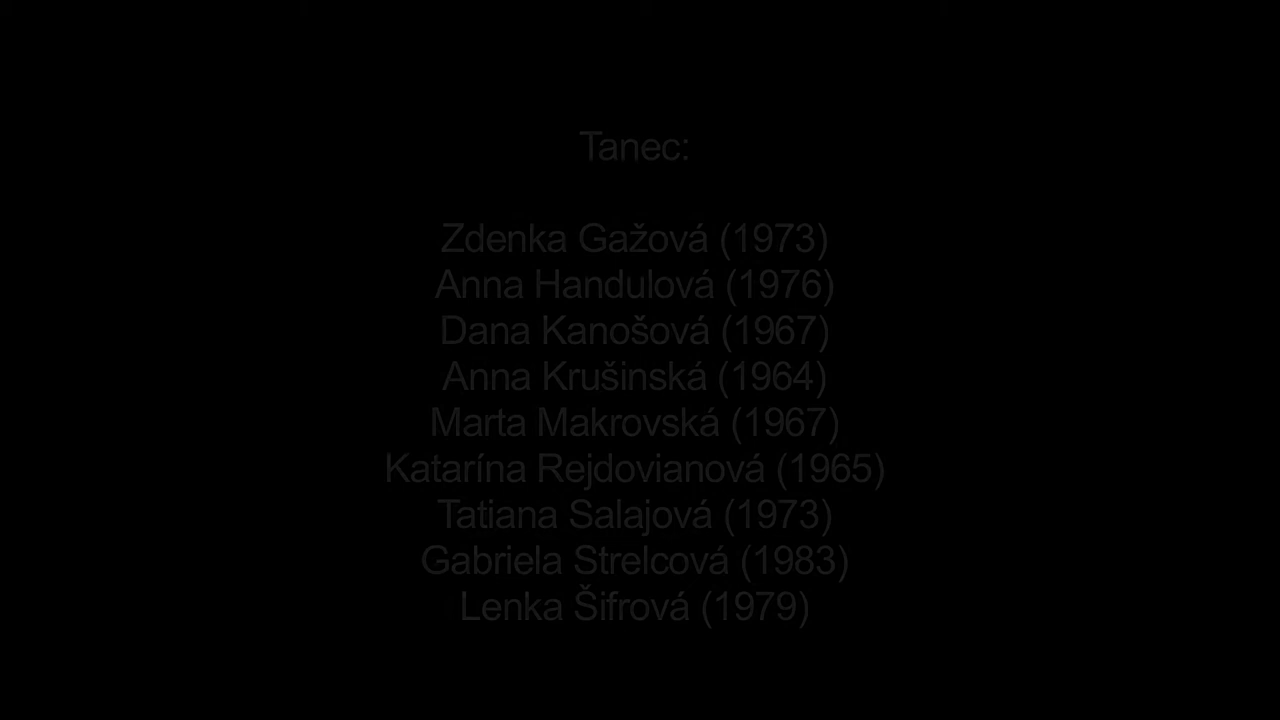 Tanec:
Zdenka Gažová (1973)
Anna Handulová (1976)
Dana Kanošová (1967)
Anna Krušinská (1964)
Marta Makrovská (1967)
Katarína Rejdovianová (1965)
Tatiana Salajová (1973)
Gabriela Strelcová (1983)
Lenka Šifrová (1979)